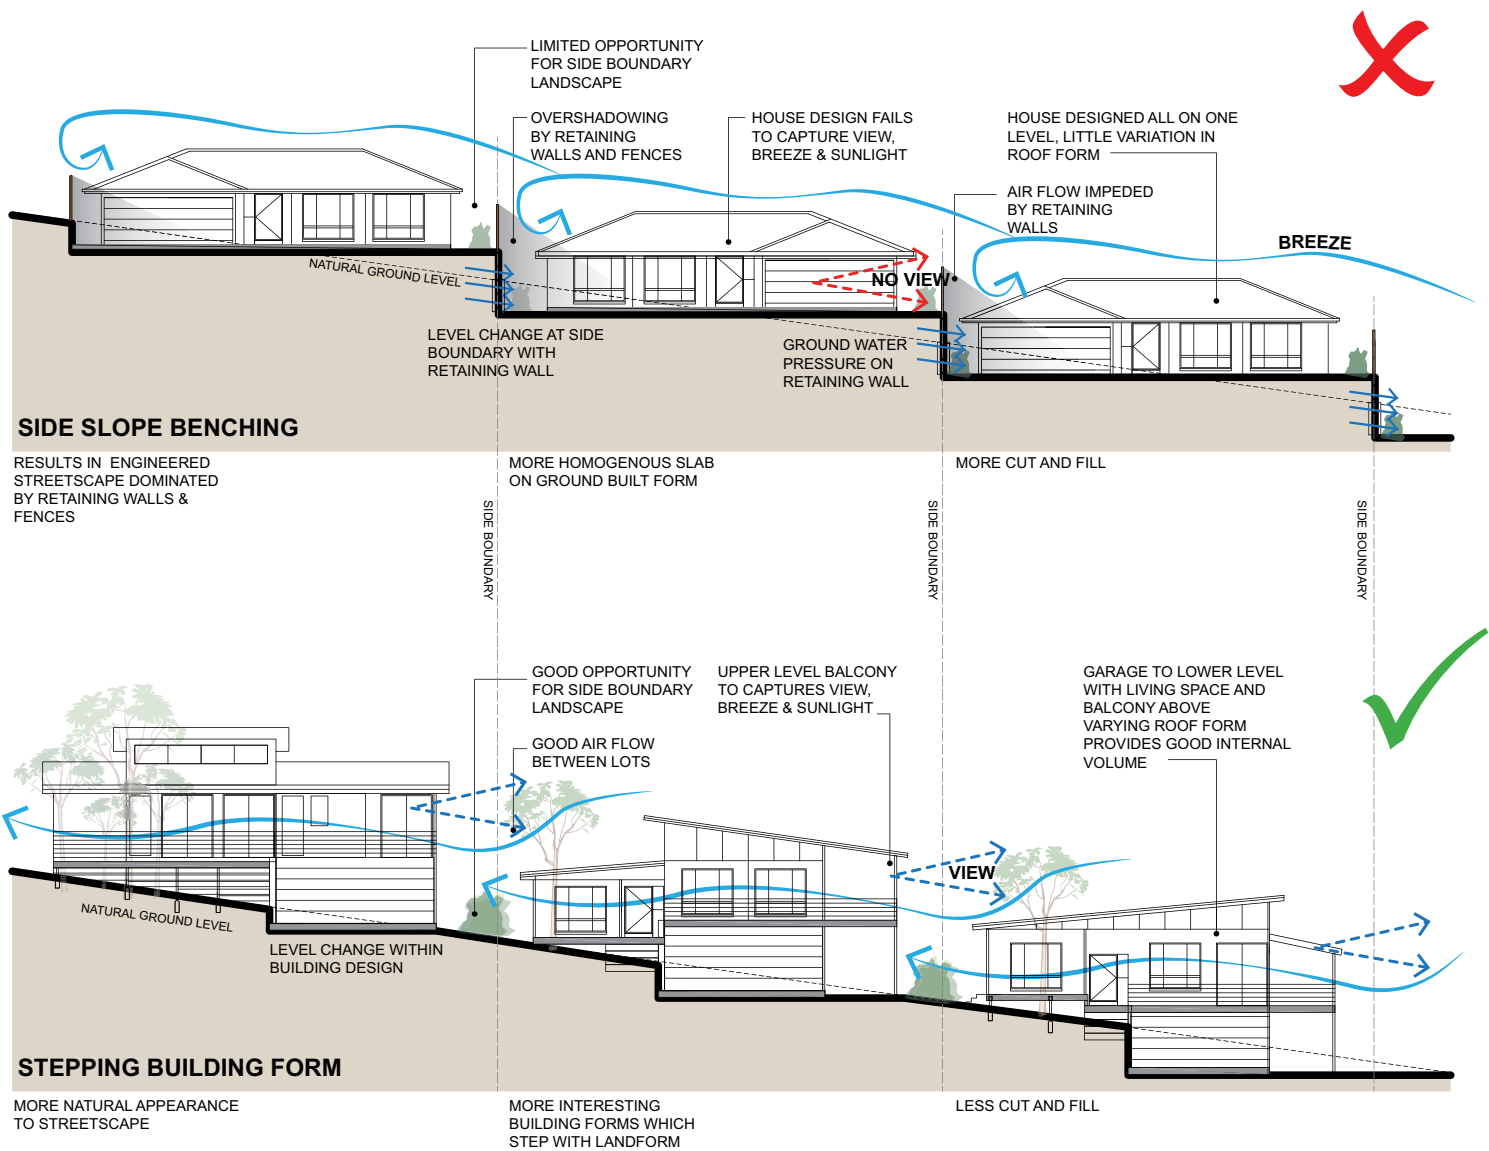 LIMITED OPPORTUNITY
FOR SIDE BOUNDARY
LANDSCAPE
OVERSHADOWING
BY RETAINING
WALLS AND FENCES
HOUSE DESIGN FAILS
TO CAPTURE VIEW,
BREEZE & SUNLIGHT
HOUSE DESIGNED ALL ON ONE
LEVEL, LITTLE VARIATION IN
ROOF FORM
AIR FLOW IMPEDED
BY RETAINING
WALLS
BREEZE
NATURAL GROUND LEVEL
NO VIEW
LEVEL CHANGE AT SIDE
BOUNDARY WITH
RETAINING WALL
GROUND WATER
PRESSURE ON
RETAINING WALL
SIDE SLOPE BENCHING
RESULTS IN ENGINEERED
STREETSCAPE DOMINATED
BY RETAINING WALLS &
FENCES
MORE HOMOGENOUS SLAB
ON GROUND BUILT FORM
MORE CUT AND FILL
SIDE BOUNDARY
SIDE BOUNDARY
SIDE BOUNDARY
GOOD OPPORTUNITY
FOR SIDE BOUNDARY
LANDSCAPE
GOOD AIR FLOW
BETWEEN LOTS
UPPER LEVEL BALCONY
TO CAPTURES VIEW,
BREEZE & SUNLIGHT
GARAGE TO LOWER LEVEL
WITH LIVING SPACE AND
BALCONY ABOVE
VARYING ROOF FORM
PROVIDES GOOD INTERNAL
VOLUME
VIEW
NATURAL GROUND LEVEL
LEVEL CHANGE WITHIN
BUILDING DESIGN
STEPPING BUILDING FORM
MORE NATURAL APPEARANCE
TO STREETSCAPE
MORE INTERESTING
BUILDING FORMS WHICH
STEP WITH LANDFORM
LESS CUT AND FILL